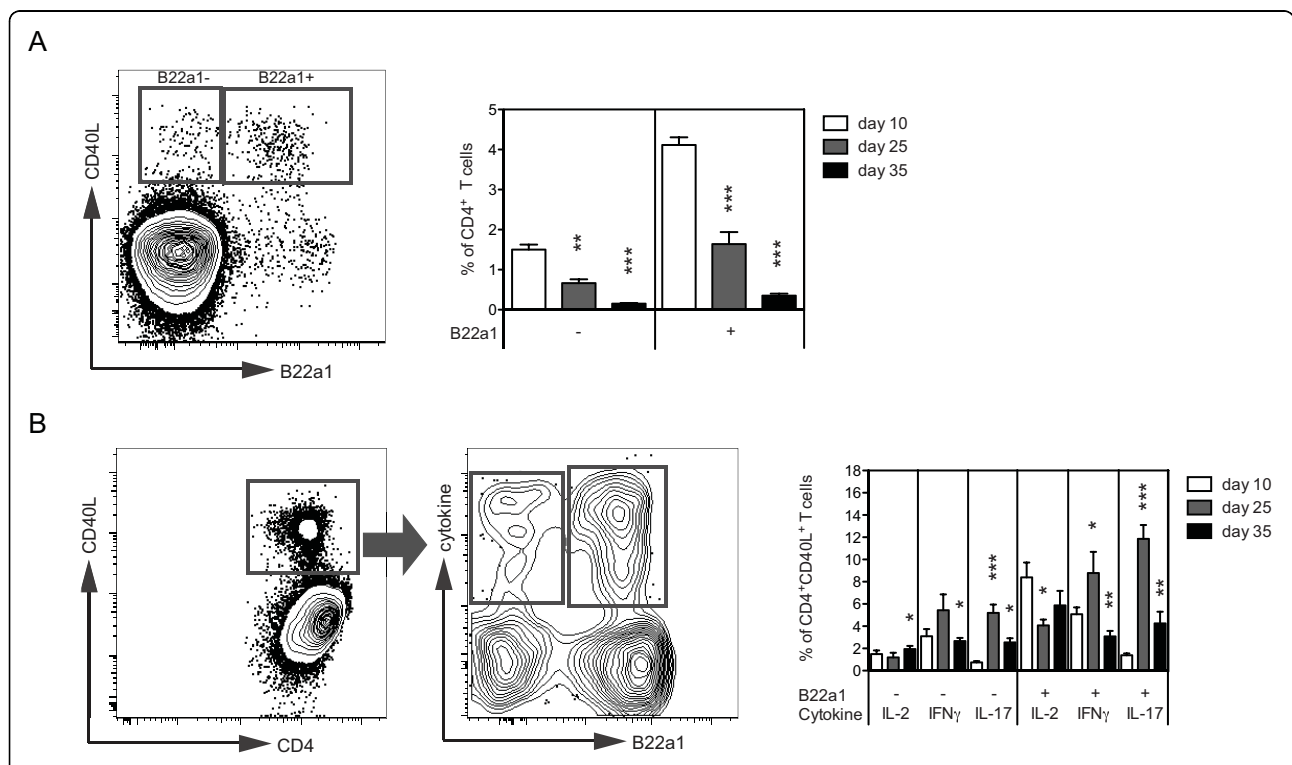 A
B22a1- B22a1+
CD40L
B22a1
% of CD4+ T cells
5
4
3
2
1
0
**
***
***
***
B22a1 - +
day 10
day 25
day 35
B
CD40L
CD4
cytokine
B22a1
% of CD4+CD40L+ T cells
18
16
14
12
10
8
6
4
2
0
*
*
***
*
*
*
**
***
**
B22a1 - - - + + +
Cytokine IL-2 IFNγ IL-17 IL-2 IFNγ IL-17
day 10
day 25
day 35